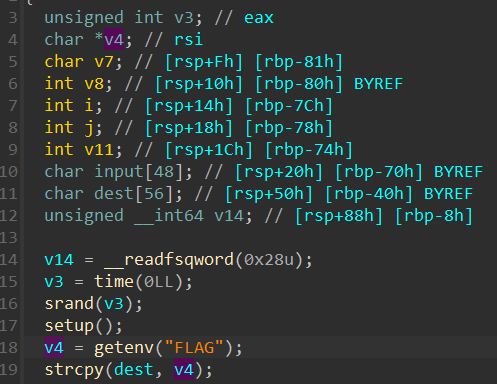 {
3 unsigned int v3; // eax
4 char *v4; // rsi
5 char v7; // [rsp+Fh] [rbp-81h]
6 int v8; // [rsp+10h] [rbp-80h] BYREF
7 int i; // [rsp+14h] [rbp-7Ch]
8 int j; // [rsp+18h] [rbp-78h]
9 int v11; // [rsp+1Ch] [rbp-74h]
10 char input[48]; // [rsp+20h] [rbp-70h] BYREF
11 char dest[56]; // [rsp+50h] [rbp-40h] BYREF
12 unsigned __int64 v14; // [rsp+88h] [rbp-8h]
13
14 v14 = __readfsqword(0x28u);
15 v3 = time(0LL);
16 srand(v3);
17 setup();
18 v4 = getenv("FLAG");
19 strcpy(dest, v4);